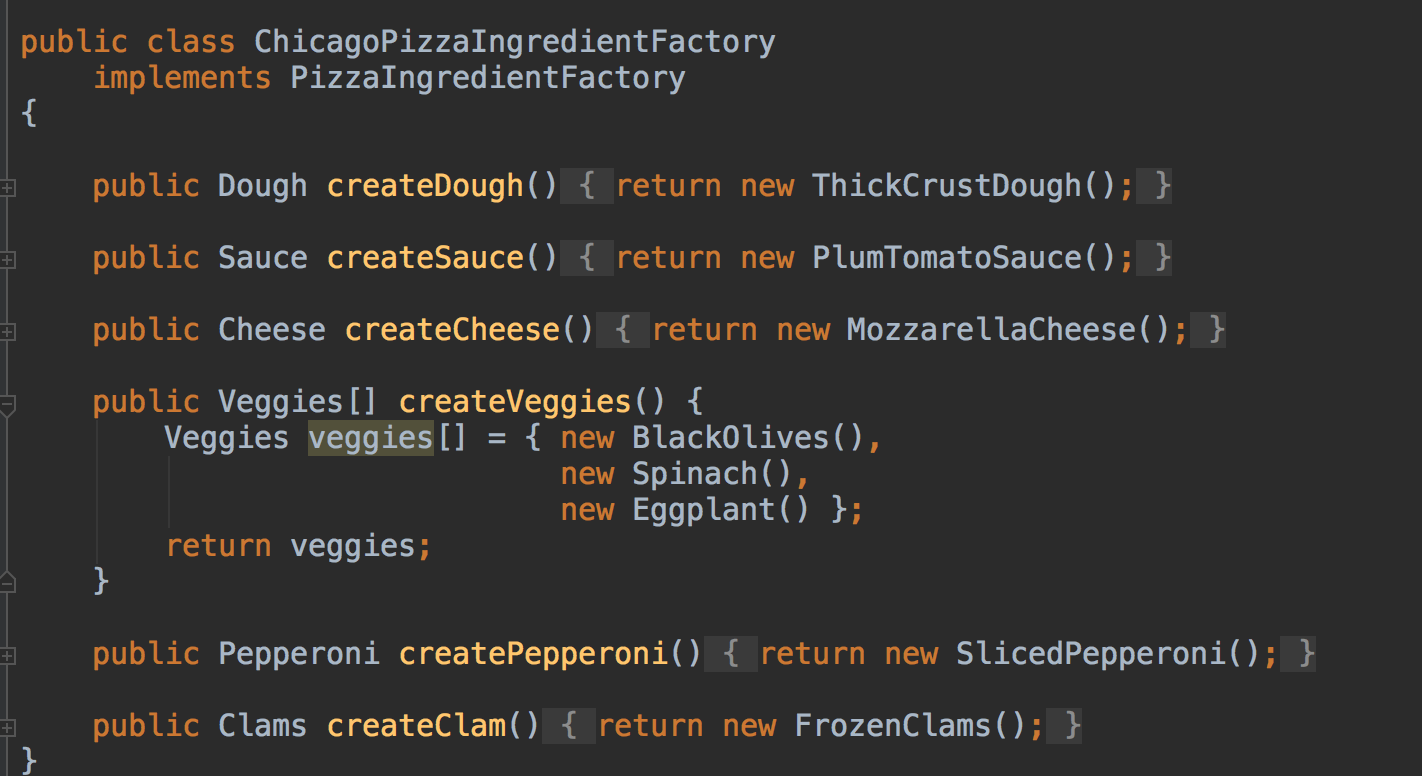 public class ChicagoPizzaIngredientFactory
    implements PizzaIngredientFactory
{
    public Dough createDough() { return new ThickCrustDough(); }
    public Sauce createSauce() { return new PlumTomatoSauce(); }
    public Cheese createCheese() { return new MozzarellaCheese(); }
    public Veggies[] createVeggies() {
        Veggies veggies[] = { new BlackOlives(),
                              new Spinach(),
                              new Eggplant() };
        return veggies;
    }
    public Pepperoni createPepperoni() { return new SlicedPepperoni(); }
    public Clams createClam() { return new FrozenClams(); }
}